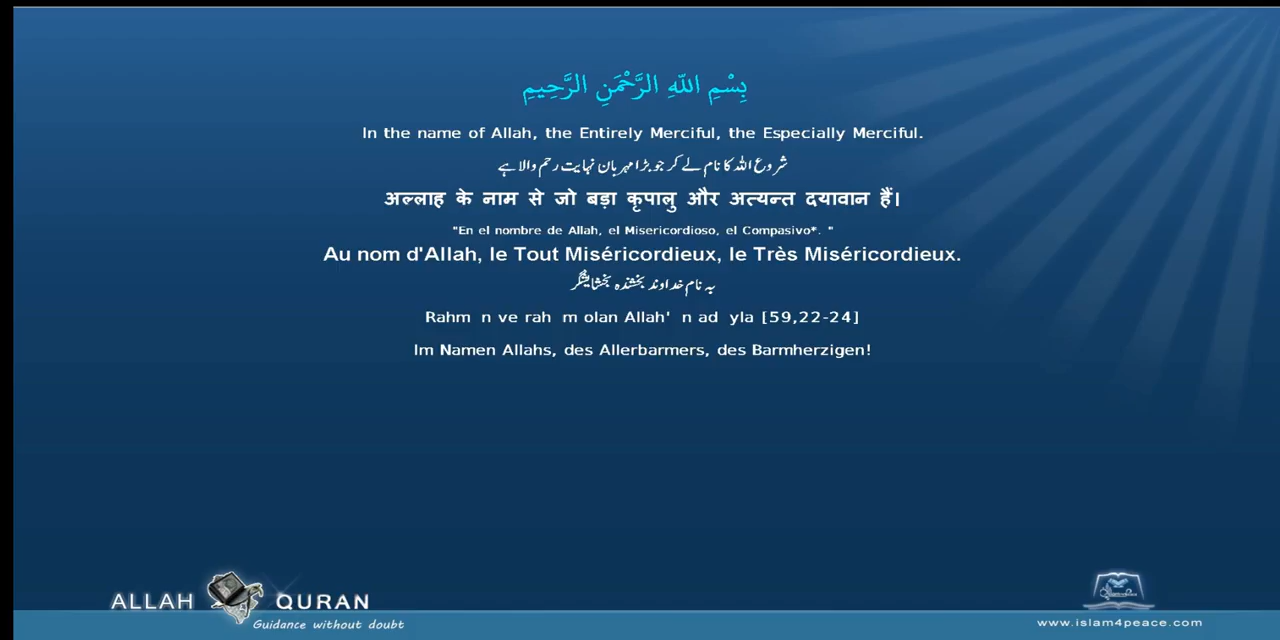 بِسْمِ اللّهِ الرَّحْمَنِ الرَّحِيمِ
In the name of Allah, the Entirely Merciful, the Especially Merciful.
شروع اللہ کا نام لے کر جو بڑا مہربان نہایت رحم والا ہے
अल्लाह के नाम से जो बड़ा कृपालु और अत्यन्त दयावान हैं।
"En el nombre de Allah, el Misericordioso, el Compasivo*. "
Au nom d'Allah, le Tout Miséricordieux, le Très Miséricordieux.
به نام خداوند بخشنده بخشایشگر
Rahm n ve rah m olan Allah' n ad yla [59,22-24]
Im Namen Allahs, des Allerbarmers, des Barmherzigen!
ALLAH QURAN
Guidance without doubt
www.islam4peace.com